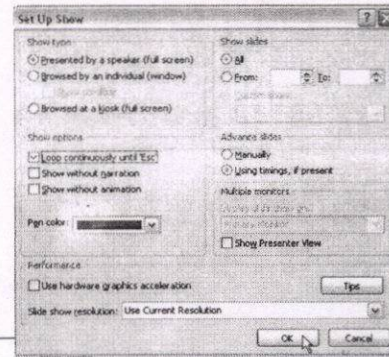 Set Up Show
Show type
Presented by a speaker (full screen)
Browsed by an individual (window)
Browsed at a kiosk (full screen)
Show options
Loop continuously until 'Esc'
Show without narration
Show without animation
Pen color:
Show slides
All
From: To:
Advance slides
Manually
Using timings, if present
Multiple monitors
Show Presenter View
Performance
Use hardware graphics acceleration
Tips
Slide show resolution: Use Current Resolution
OK Cancel